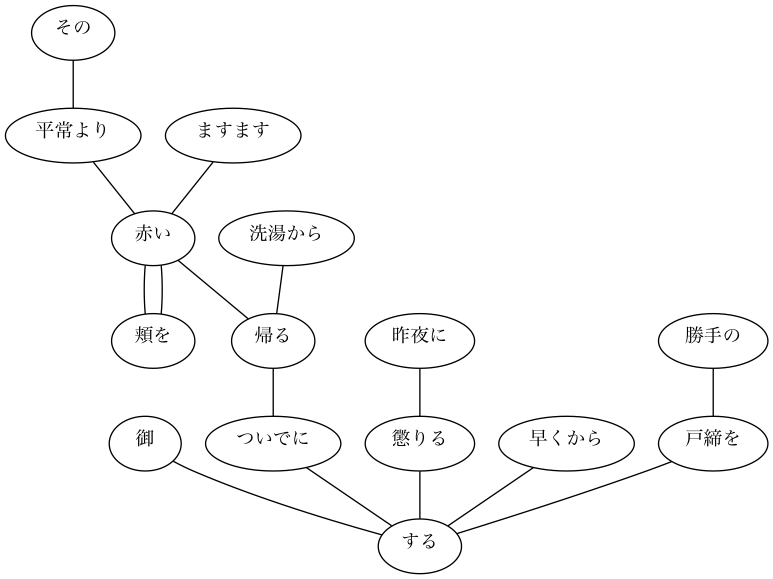 その
平常より
ますます
赤い
洗湯から
頬を
帰る
昨夜に
勝手の
御
ついでに
懲りる
早くから
戸締を
する